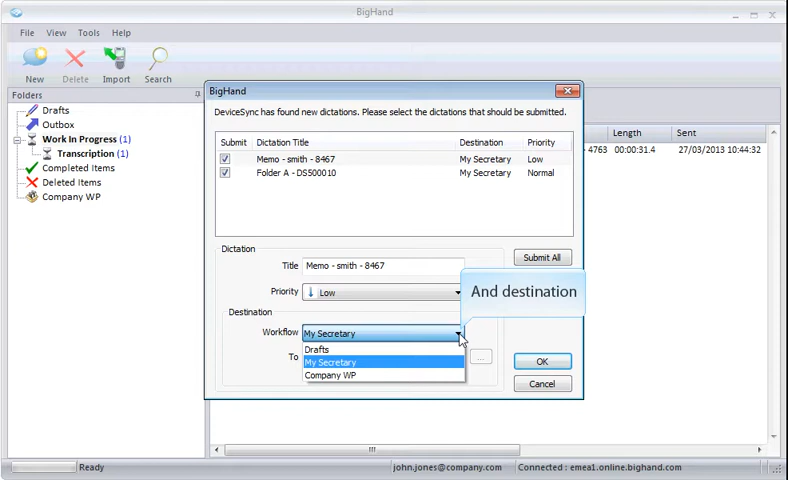 BigHand
File View Tools Help
New Delete Import Search
Folders
Drafts
Outbox
Work In Progress (1)
Transcription (1)
Completed Items
Deleted Items
Company WP
Length Sent
4763 00:00:31.4 27/03/2013 10:44:32
BigHand
DeviceSync has found new dictations. Please select the dictations that should be submitted.
Submit Dictation Title Destination Priority
Memo - smith - 8467 My Secretary Low
Folder A - DS500010 My Secretary Normal
Dictation
Title Memo - smith - 8467 Submit All
Priority Low
And destination
Destination
Workflow My Secretary
Drafts
To ...
My Secretary
OK
Company WP
Cancel
Ready john.jones@company.com Connected : emea1.online.bighand.com